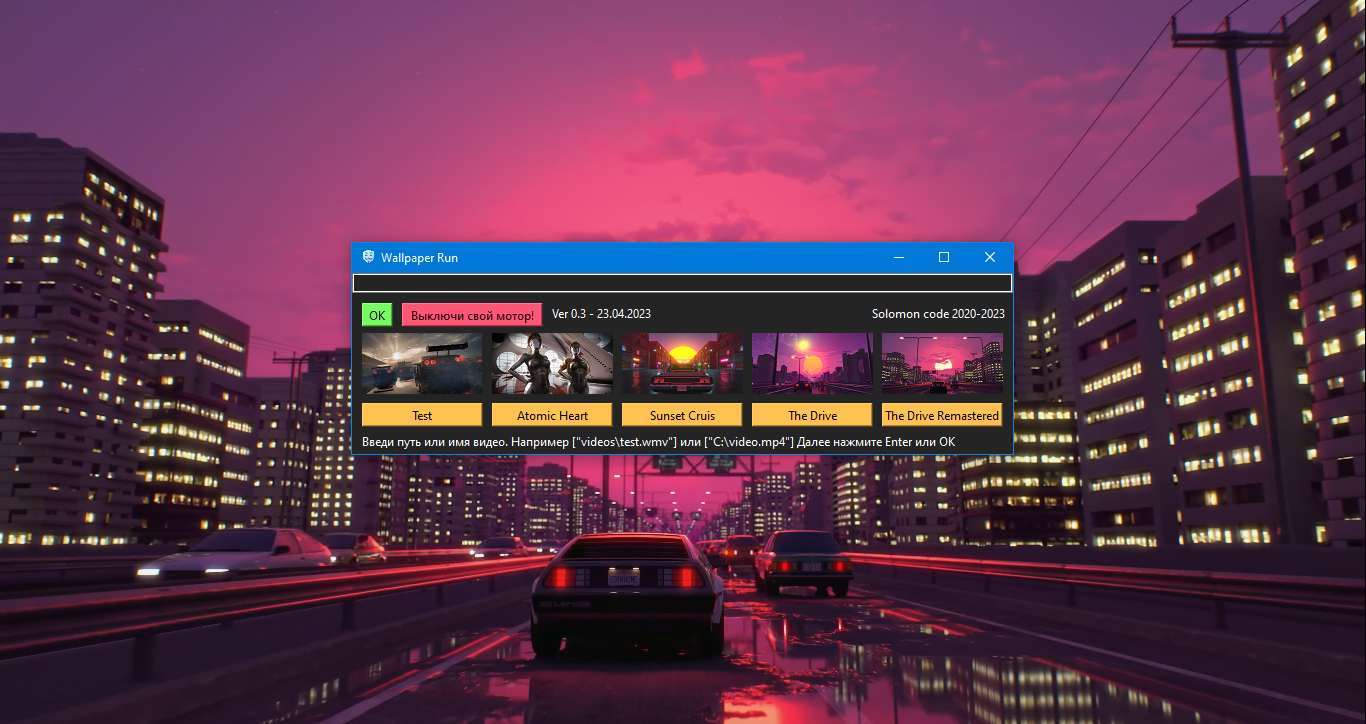 Wallpaper Run
OK
Выключи свой мотор!
Ver 0.3 - 23.04.2023
Solomon code 2020-2023
Test
Atomic Heart
Sunset Cruis
The Drive
The Drive Remastered
Введи путь или имя видео. Например ["videos\test.wmv"] или ["C:\video.mp4"] Далее нажмите Enter или OK